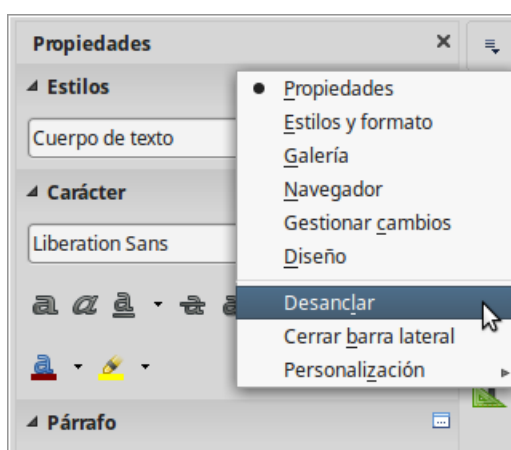 Propiedades
Estilos
Cuerpo de texto
Carácter
Liberation Sans
Párrafo
Propiedades
Estilos y formato
Galería
Navegador
Gestionar cambios
Diseño
Desanclar
Cerrar barra lateral
Personalización